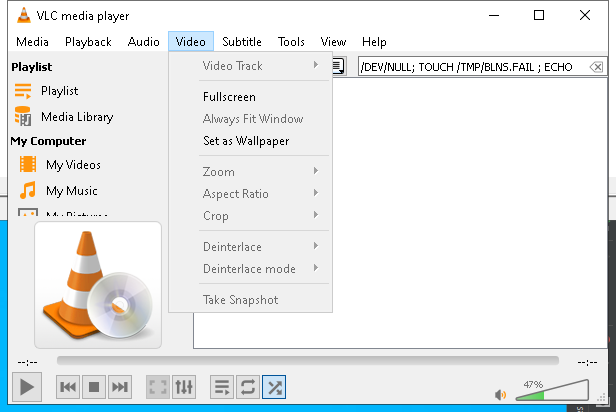 VLC media player
Media Playback Audio Video Subtitle Tools View Help
Playlist
Playlist
Media Library
My Computer
My Videos
My Music
My Pictures
Video Track
Fullscreen
Always Fit Window
Set as Wallpaper
Zoom
Aspect Ratio
Crop
Deinterlace
Deinterlace mode
Take Snapshot
/DEV/NULL; TOUCH /TMP/BLNS.FAIL ; ECHO
--:-- --:--
47%